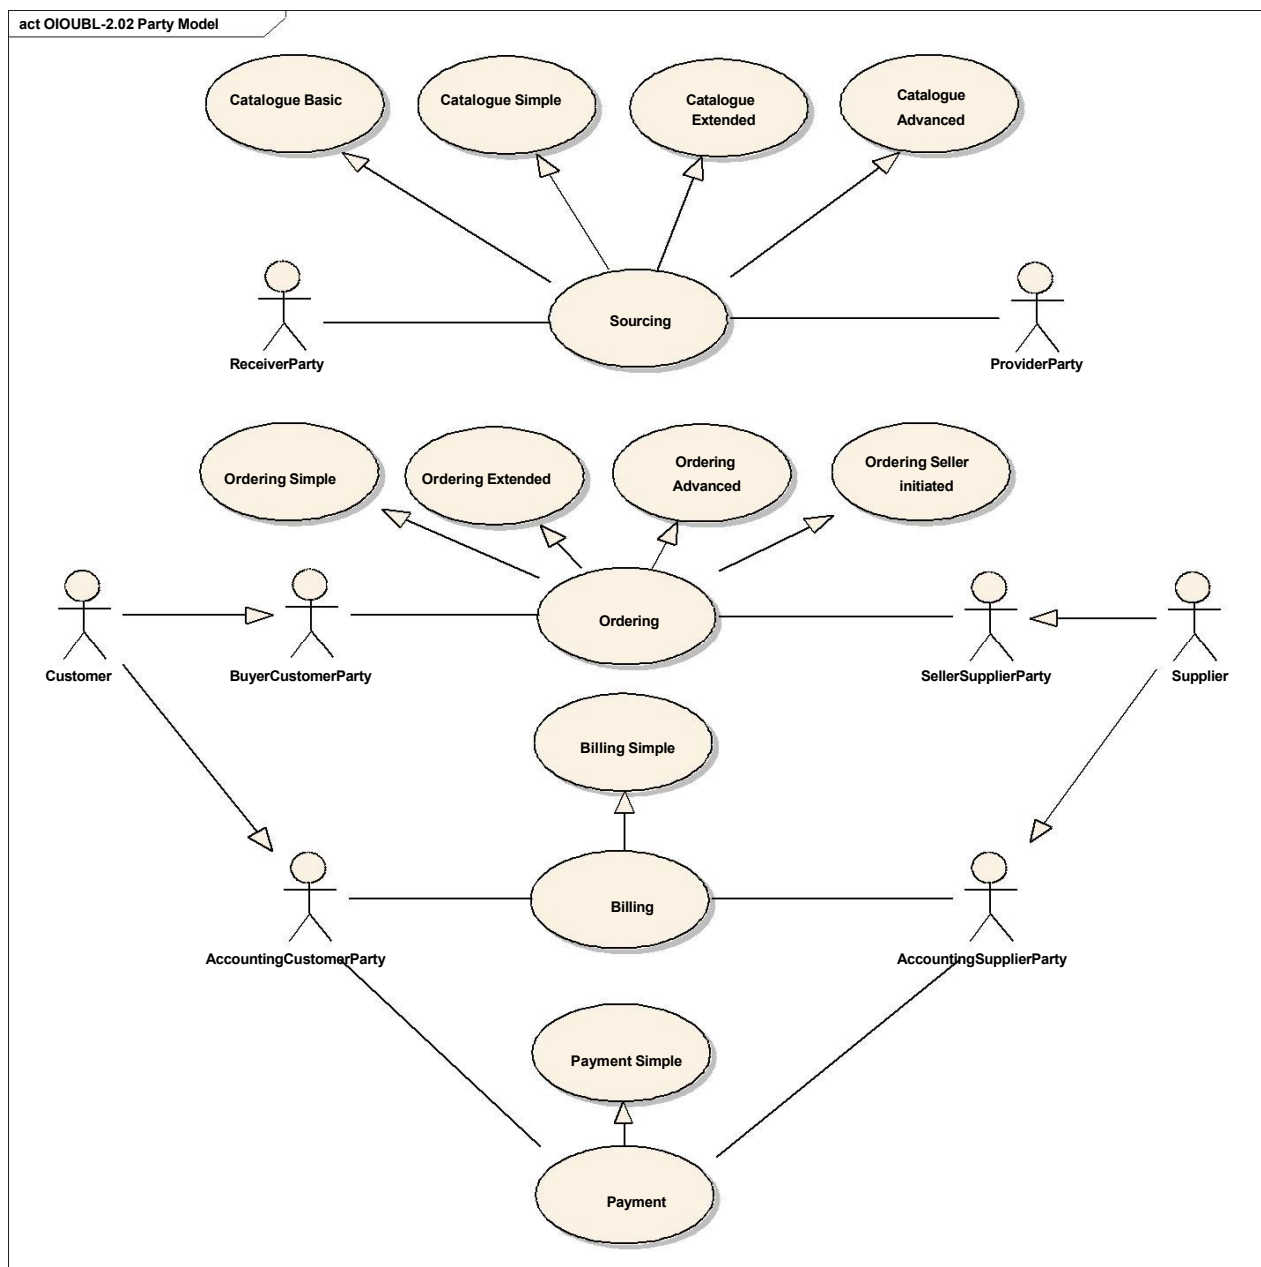 act OIOUBL-2.02 Party Model
Catalogue Basic
Catalogue Simple
Catalogue
Extended
Catalogue
Advanced
Sourcing
ReceiverParty
ProviderParty
Ordering Simple
Ordering Extended
Ordering
Advanced
Ordering Seller
initiated
Ordering
Customer
BuyerCustomerParty
SellerSupplierParty
Supplier
Billing Simple
Billing
AccountingCustomerParty
AccountingSupplierParty
Payment Simple
Payment